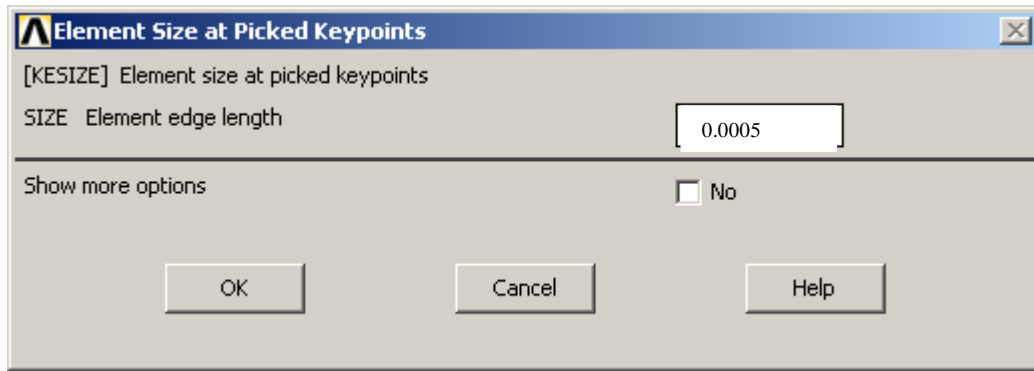 Element Size at Picked Keypoints
[KESIZE] Element size at picked keypoints
SIZE Element edge length 0.0005
Show more options No
OK Cancel Help